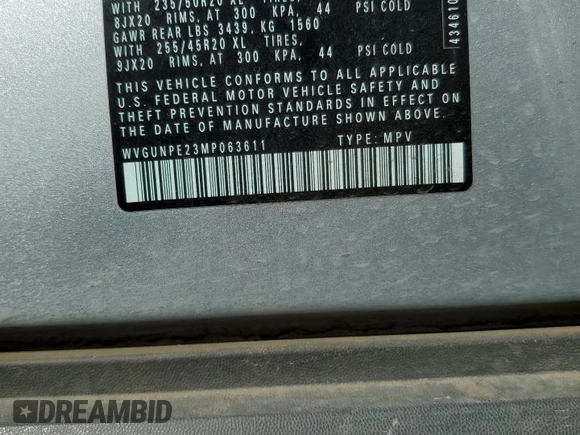 WITH 235/50R20 XL TIRES,
8JX20 RIMS, AT 300 KPA, 44 PSI COLD
GAWR REAR LBS 3439, KG 1560
WITH 255/45R20 XL TIRES,
9JX20 RIMS, AT 300 KPA, 44 PSI COLD
THIS VEHICLE CONFORMS TO ALL APPLICABLE
U.S. FEDERAL MOTOR VEHICLE SAFETY AND
THEFT PREVENTION STANDARDS IN EFFECT ON
THE DATE OF MANUFACTURE SHOWN ABOVE.
WVGUNPE23MP063611 TYPE: MPV
434610
DREAMBID